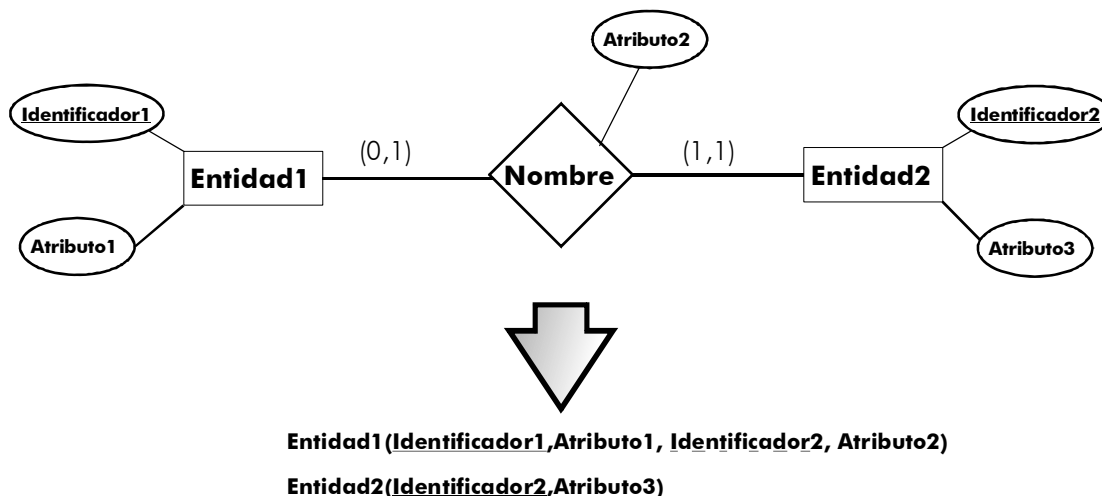 Atributo2
Identificador1
Identificador2
(0,1)
(1,1)
Entidad1
Nombre
Entidad2
Atributo1
Atributo3
Entidad1(Identificador1,Atributo1, Identificador2, Atributo2)
Entidad2(Identificador2,Atributo3)